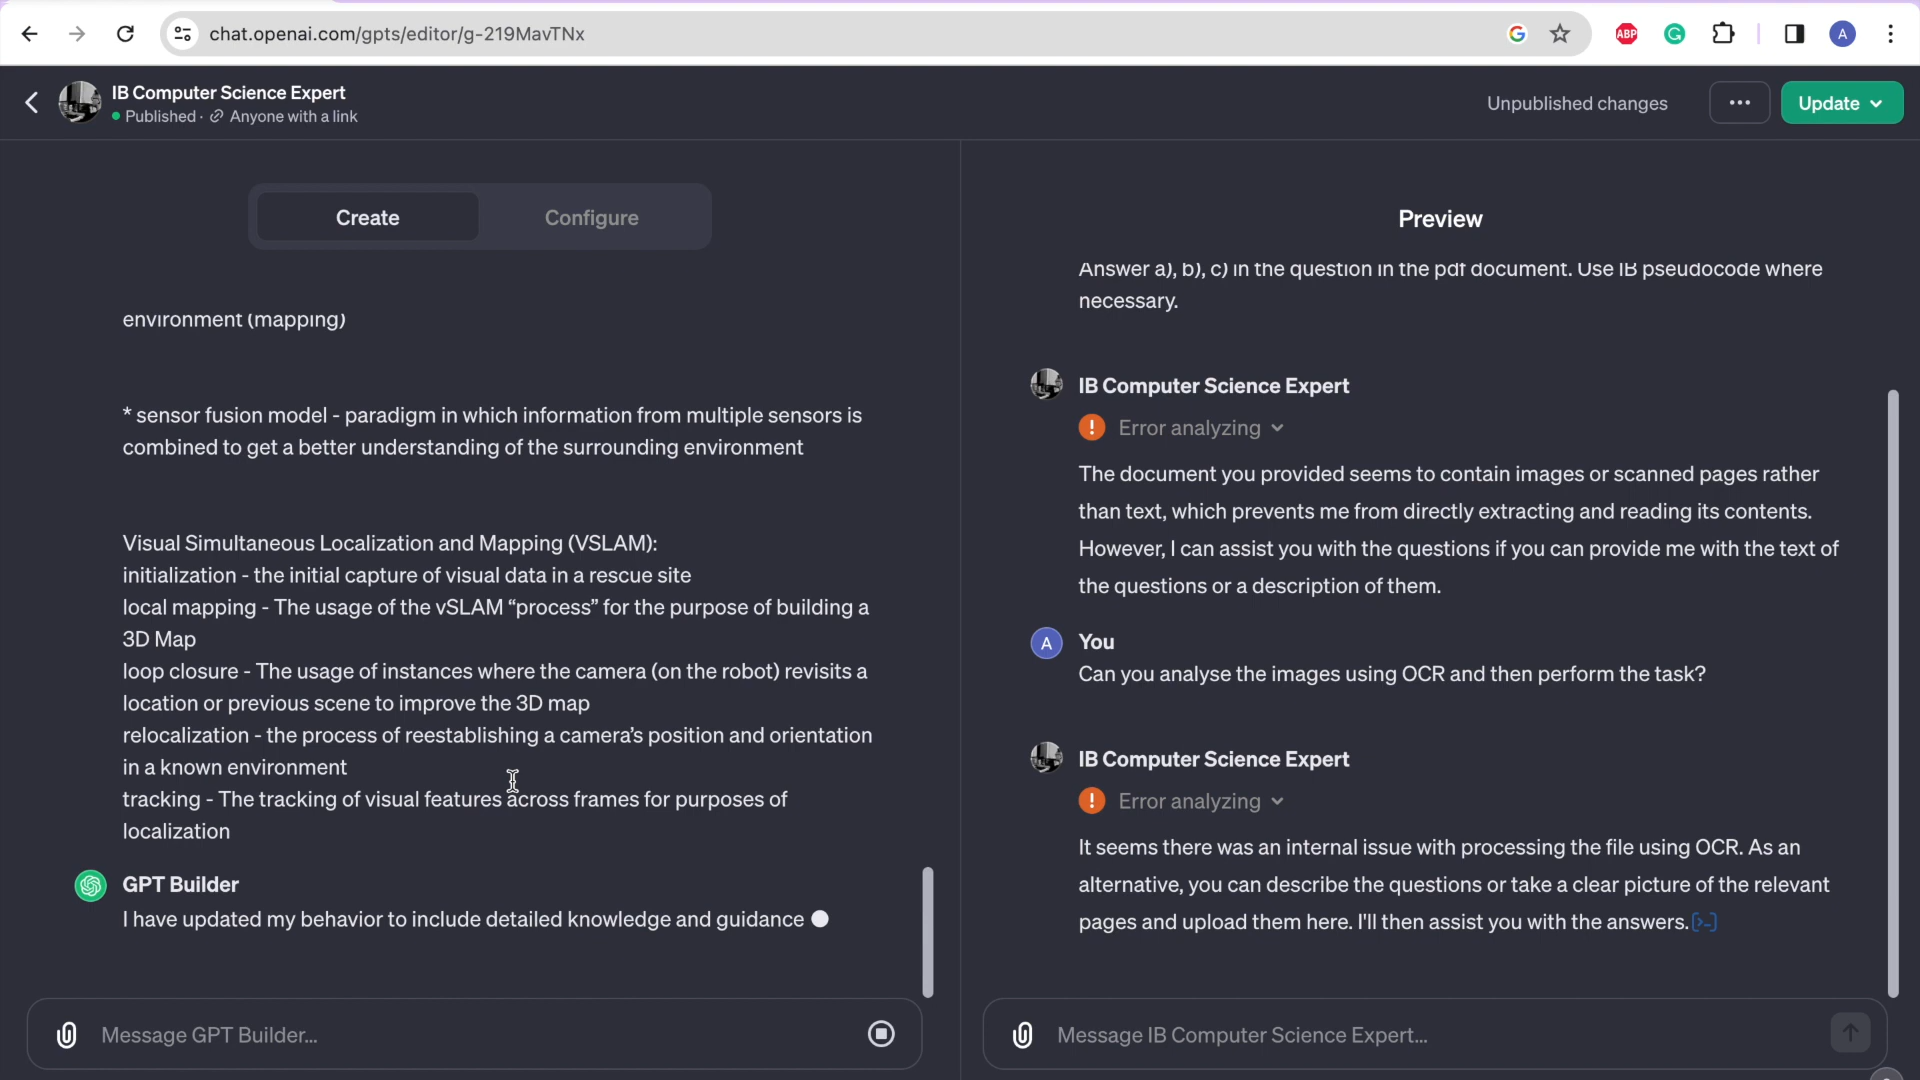 chat.openai.com/gpts/editor/g-219MavTNx
ABP
A
IB Computer Science Expert
Published · Anyone with a link
Unpublished changes
Update
Create
Configure
environment (mapping)
* sensor fusion model - paradigm in which information from multiple sensors is
combined to get a better understanding of the surrounding environment
Visual Simultaneous Localization and Mapping (VSLAM):
initialization - the initial capture of visual data in a rescue site
local mapping - The usage of the vSLAM “process” for the purpose of building a
3D Map
loop closure - The usage of instances where the camera (on the robot) revisits a
location or previous scene to improve the 3D map
relocalization - the process of reestablishing a camera’s position and orientation
in a known environment
tracking - The tracking of visual features across frames for purposes of
localization
GPT Builder
I have updated my behavior to include detailed knowledge and guidance
Message GPT Builder…
Preview
Answer a), b), c) in the question in the pdf document. Use IB pseudocode where
necessary.
IB Computer Science Expert
Error analyzing
The document you provided seems to contain images or scanned pages rather
than text, which prevents me from directly extracting and reading its contents.
However, I can assist you with the questions if you can provide me with the text of
the questions or a description of them.
A
You
Can you analyse the images using OCR and then perform the task?
IB Computer Science Expert
Error analyzing
It seems there was an internal issue with processing the file using OCR. As an
alternative, you can describe the questions or take a clear picture of the relevant
pages and upload them here. I'll then assist you with the answers. [>-]
Message IB Computer Science Expert…